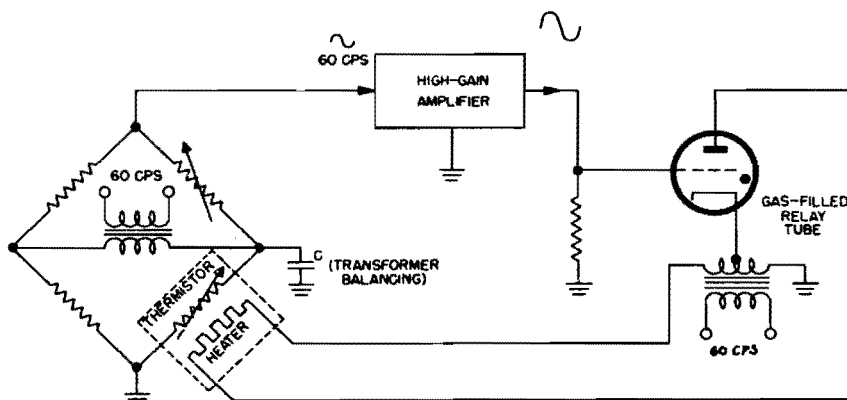 60 CPS
HIGH-GAIN
AMPLIFIER
60 CPS
GAS-FILLED
RELAY
TUBE
C (TRANSFORMER
BALANCING)
THERMISTOR
HEATER
60 CPS